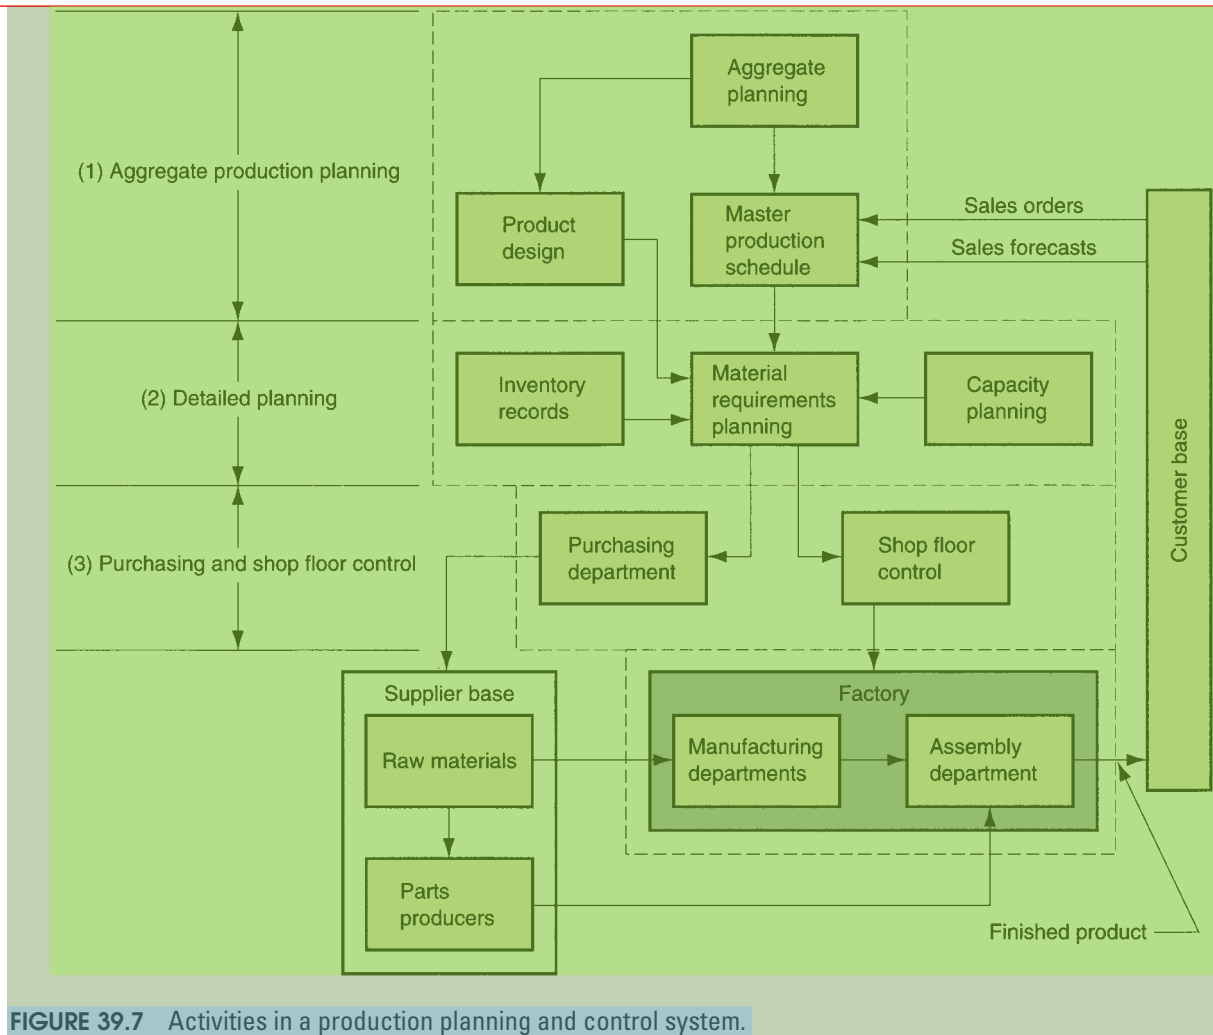 Aggregate
planning
(1) Aggregate production planning
Product
design
Master
production
schedule
Sales orders
Sales forecasts
(2) Detailed planning
Inventory
records
Material
requirements
planning
Capacity
planning
Customer base
(3) Purchasing and shop floor control
Purchasing
department
Shop floor
control
Supplier base
Factory
Raw materials
Manufacturing
departments
Assembly
department
Parts
producers
Finished product
FIGURE 39.7 Activities in a production planning and control system.